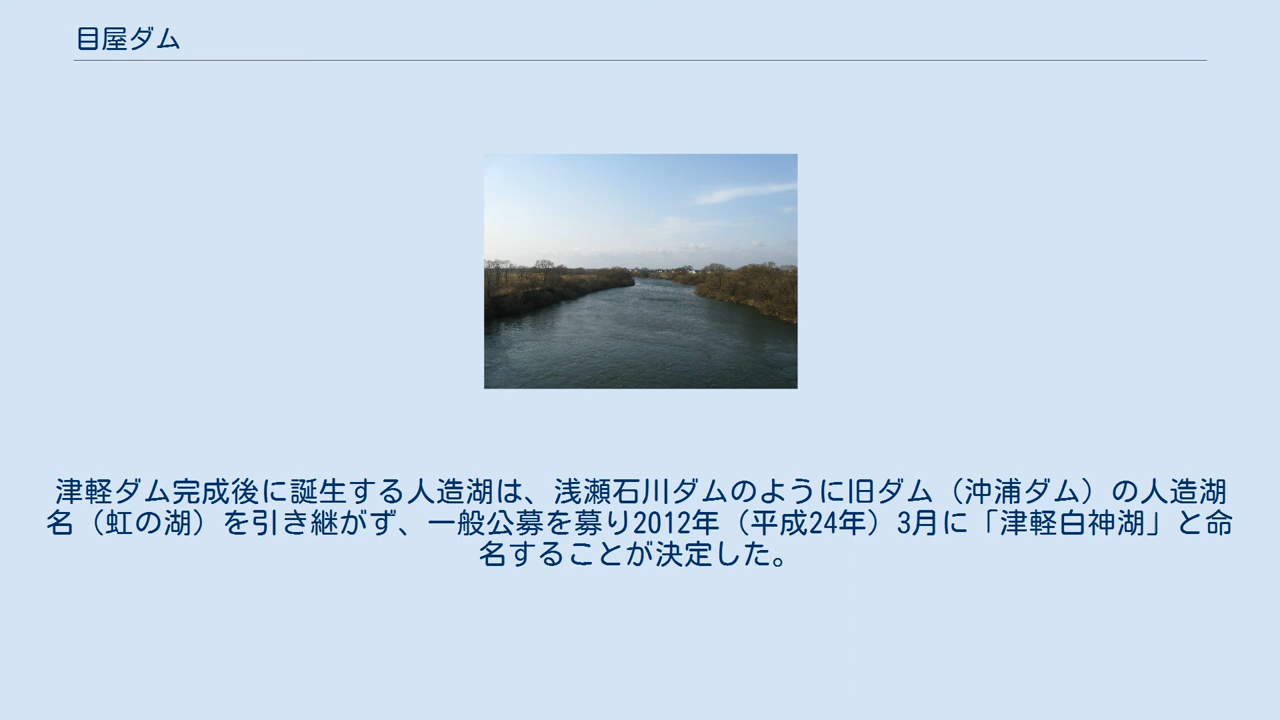 目屋ダム
津軽ダム完成後に誕生する人造湖は、浅瀬石川ダムのように旧ダム（沖浦ダム）の人造湖
名（虹の湖）を引き継がず、一般公募を募り2012年（平成24年）3月に「津軽白神湖」と命
名することが決定した。